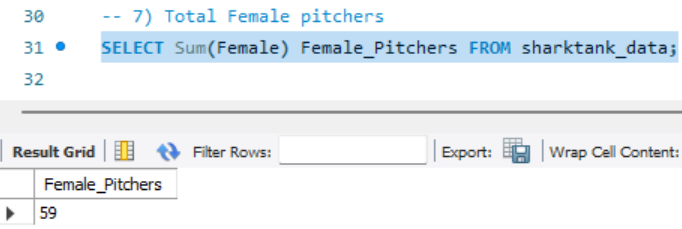 30 -- 7) Total Female pitchers
31 SELECT Sum(Female) Female_Pitchers FROM sharktank_data;
32
Result Grid Filter Rows: Export: Wrap Cell Content:
Female_Pitchers
59